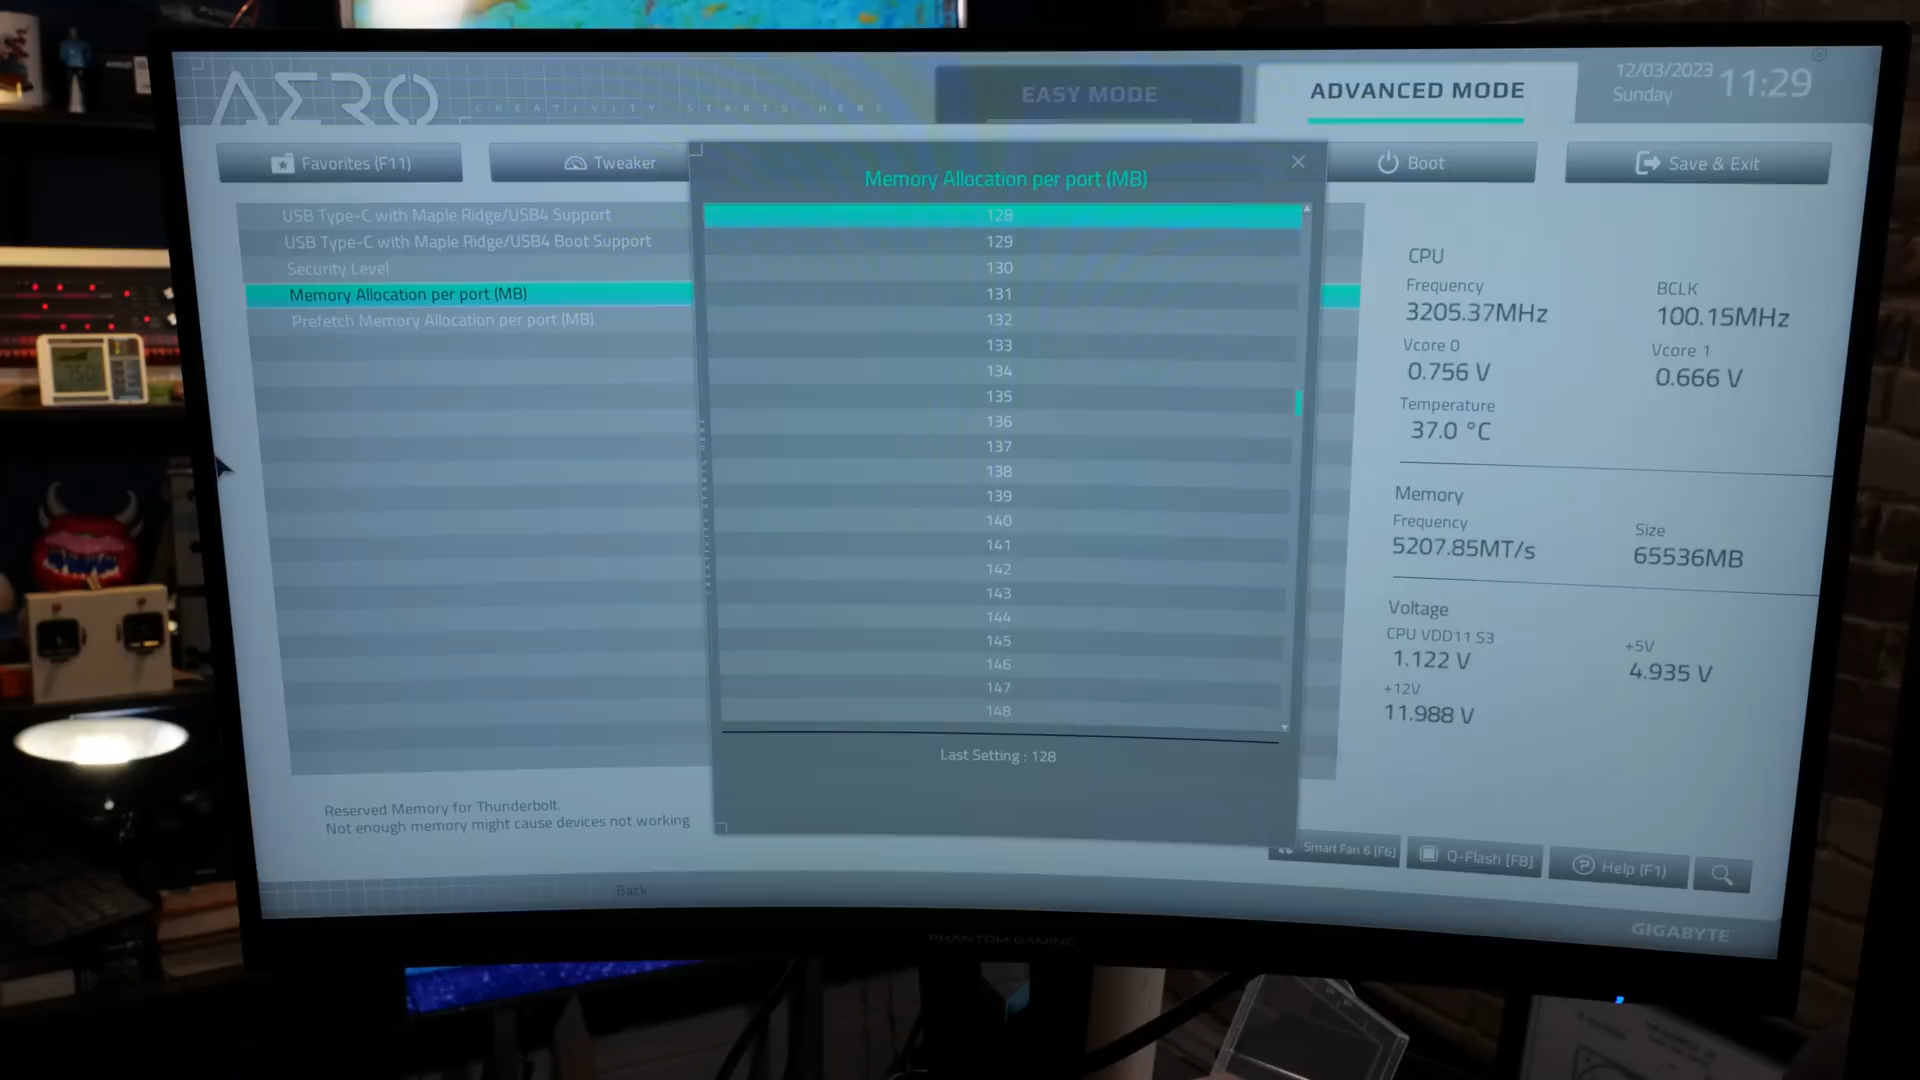 AERO
CREATIVITY STARTS HERE
EASY MODE
ADVANCED MODE
12/03/2023
Sunday
11:29
Favorites (F11)
Tweaker
Boot
Save & Exit
Memory Allocation per port (MB)
USB Type-C with Maple Ridge/USB4 Support
USB Type-C with Maple Ridge/USB4 Boot Support
Security Level
Memory Allocation per port (MB)
Prefetch Memory Allocation per port (MB)
128
129
130
131
132
133
134
135
136
137
138
139
140
141
142
143
144
145
146
147
148
Last Setting : 128
CREATIVITY STARTS HERE
CPU
Frequency
3205.37MHz
BCLK
100.15MHz
Vcore 0
0.756 V
Vcore 1
0.666 V
Temperature
37.0 °C
Memory
Frequency
5207.85MT/s
Size
65536MB
Voltage
CPU VDD11 S3
1.122 V
+5V
4.935 V
+12V
11.988 V
Reserved Memory for Thunderbolt.
Not enough memory might cause devices not working
Smart Fan 6 [F6]
Q-Flash [F8]
Help (F1)
Back
GIGABYTE
PHANTOM GAMING